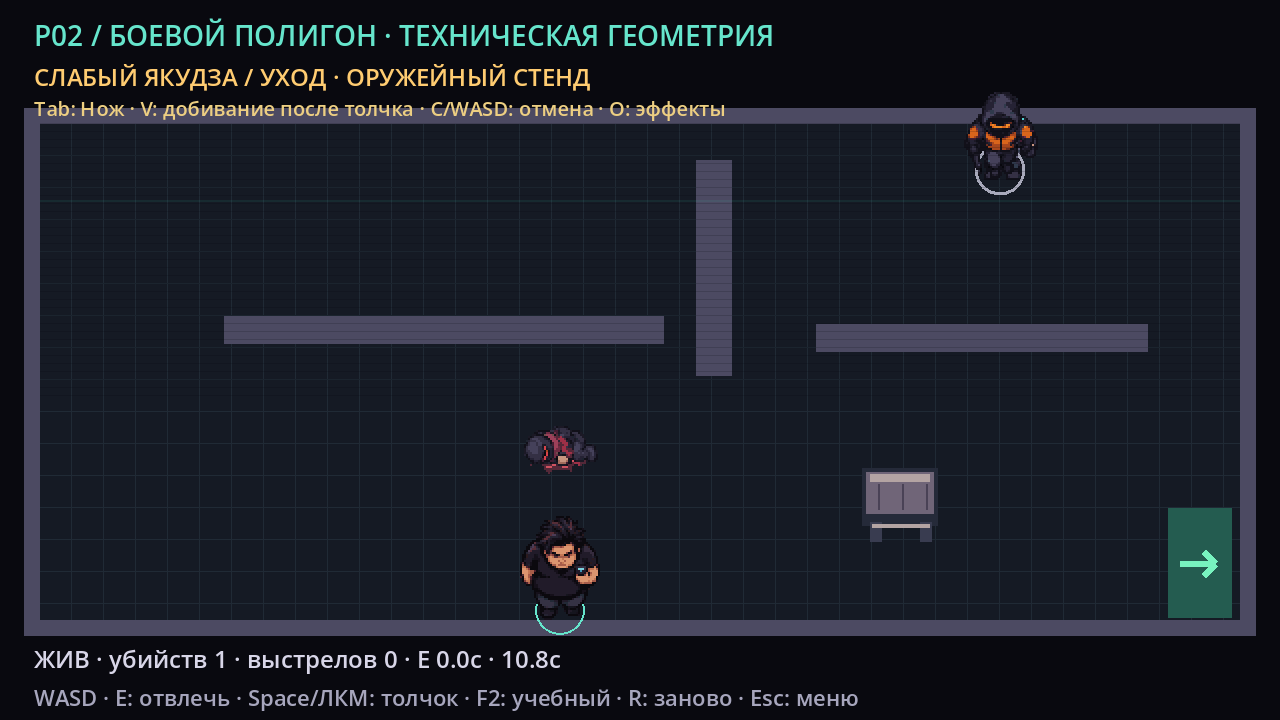 P02 / БОЕВОЙ ПОЛИГОН · ТЕХНИЧЕСКАЯ ГЕОМЕТРИЯ
СЛАБЫЙ ЯКУДЗА / УХОД · ОРУЖЕЙНЫЙ СТЕНД
Tab: Нож · V: добивание после толчка · C/WASD: отмена · O: эффекты
ЖИВ · убийств 1 · выстрелов 0 · E 0.0с · 10.8с
WASD · E: отвлечь · Space/ЛКМ: толчок · F2: учебный · R: заново · Esc: меню